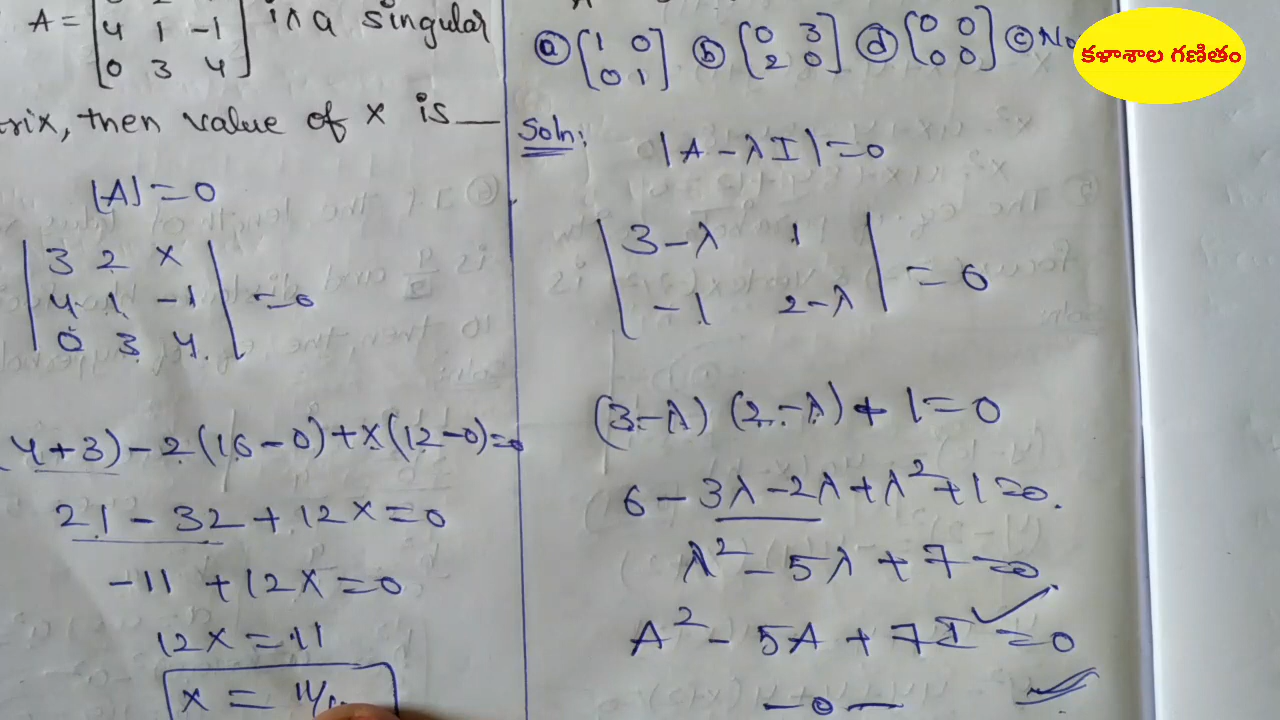 A = [4 1 -1] is a singular
[0 3 4]
then value of x is __
|A| = 0
|3 2 x|
|4 1 -1| = 0
|0 3 4|
4+3) - 2(16-0) + x(12-0) = 0
21 - 32 + 12x = 0
-11 + 12x = 0
12x = 11
x = 11/
ⓐ [1 0] ⓑ [0 3] ⓓ [0 0] ⓒ No
[0 1] [2 0] [0 0]
Soln:
|A - λI| = 0
|3-λ 1|
|-1 2-λ| = 0
(3-λ) (2-λ) + 1 = 0
6 - 3λ - 2λ + λ² + 1 = 0.
λ² - 5λ + 7 = 0.
A² - 5A + 7I = 0
—0—
కళాశాల గణితం